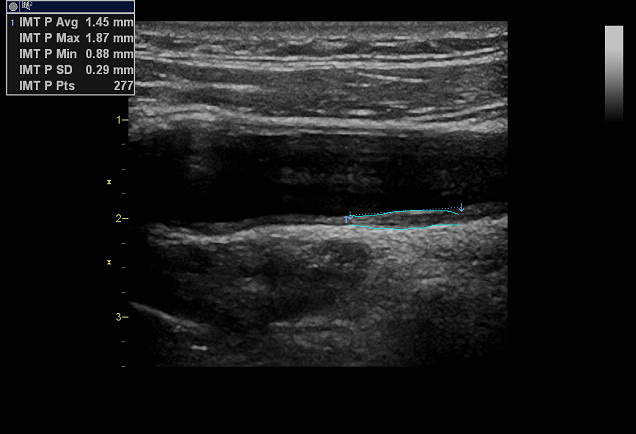 1 IMT P Avg 1.45 mm
IMT P Max 1.87 mm
IMT P Min 0.88 mm
IMT P SD 0.29 mm
IMT P Pts 277
1
2
3